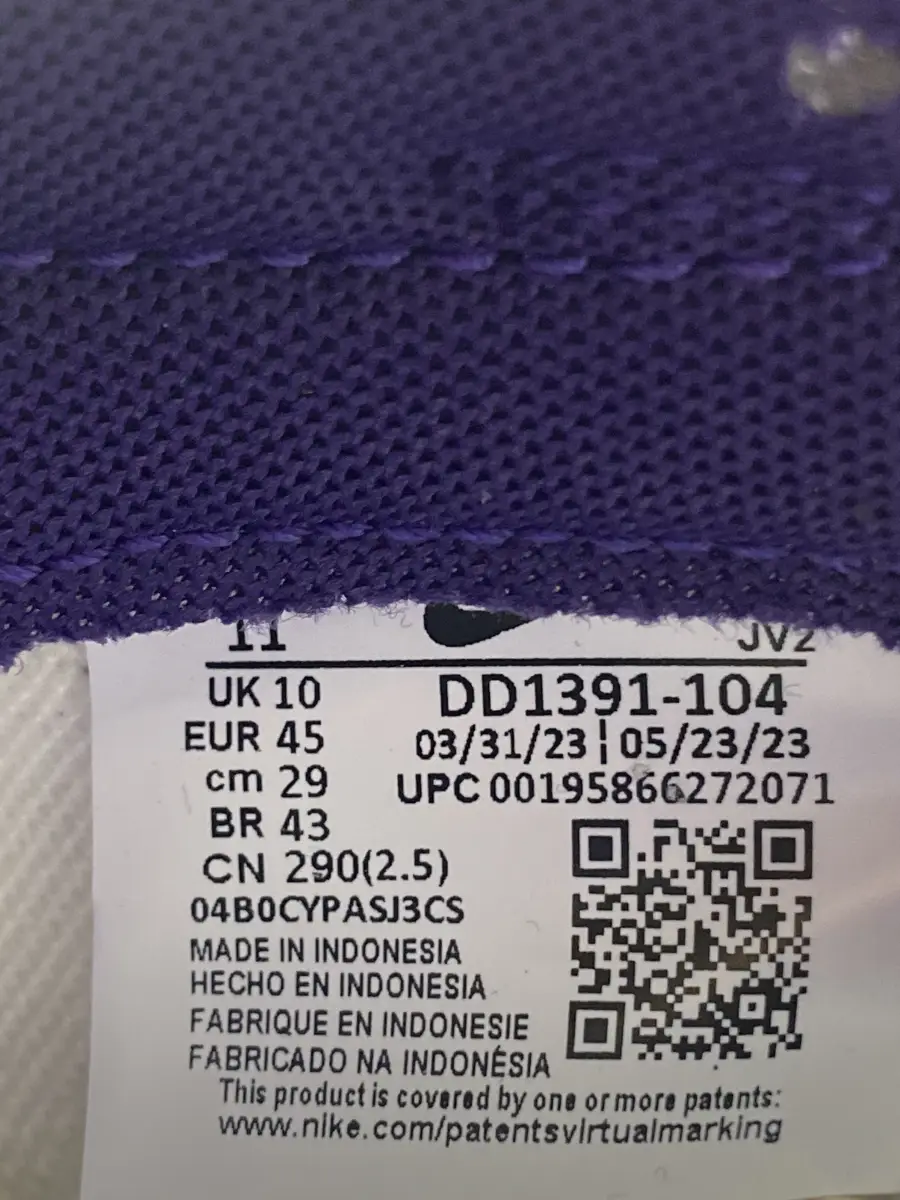 11 JV2
UK 10 DD1391-104
EUR 45 03/31/23 ¦ 05/23/23
cm 29 UPC 00195866272071
BR 43
CN 290(2.5)
04B0CYPASJ3CS
MADE IN INDONESIA
HECHO EN INDONESIA
FABRIQUE EN INDONESIE
FABRICADO NA INDONÉSIA
This product is covered by one or more patents:
www.nike.com/patentsvirtualmarking